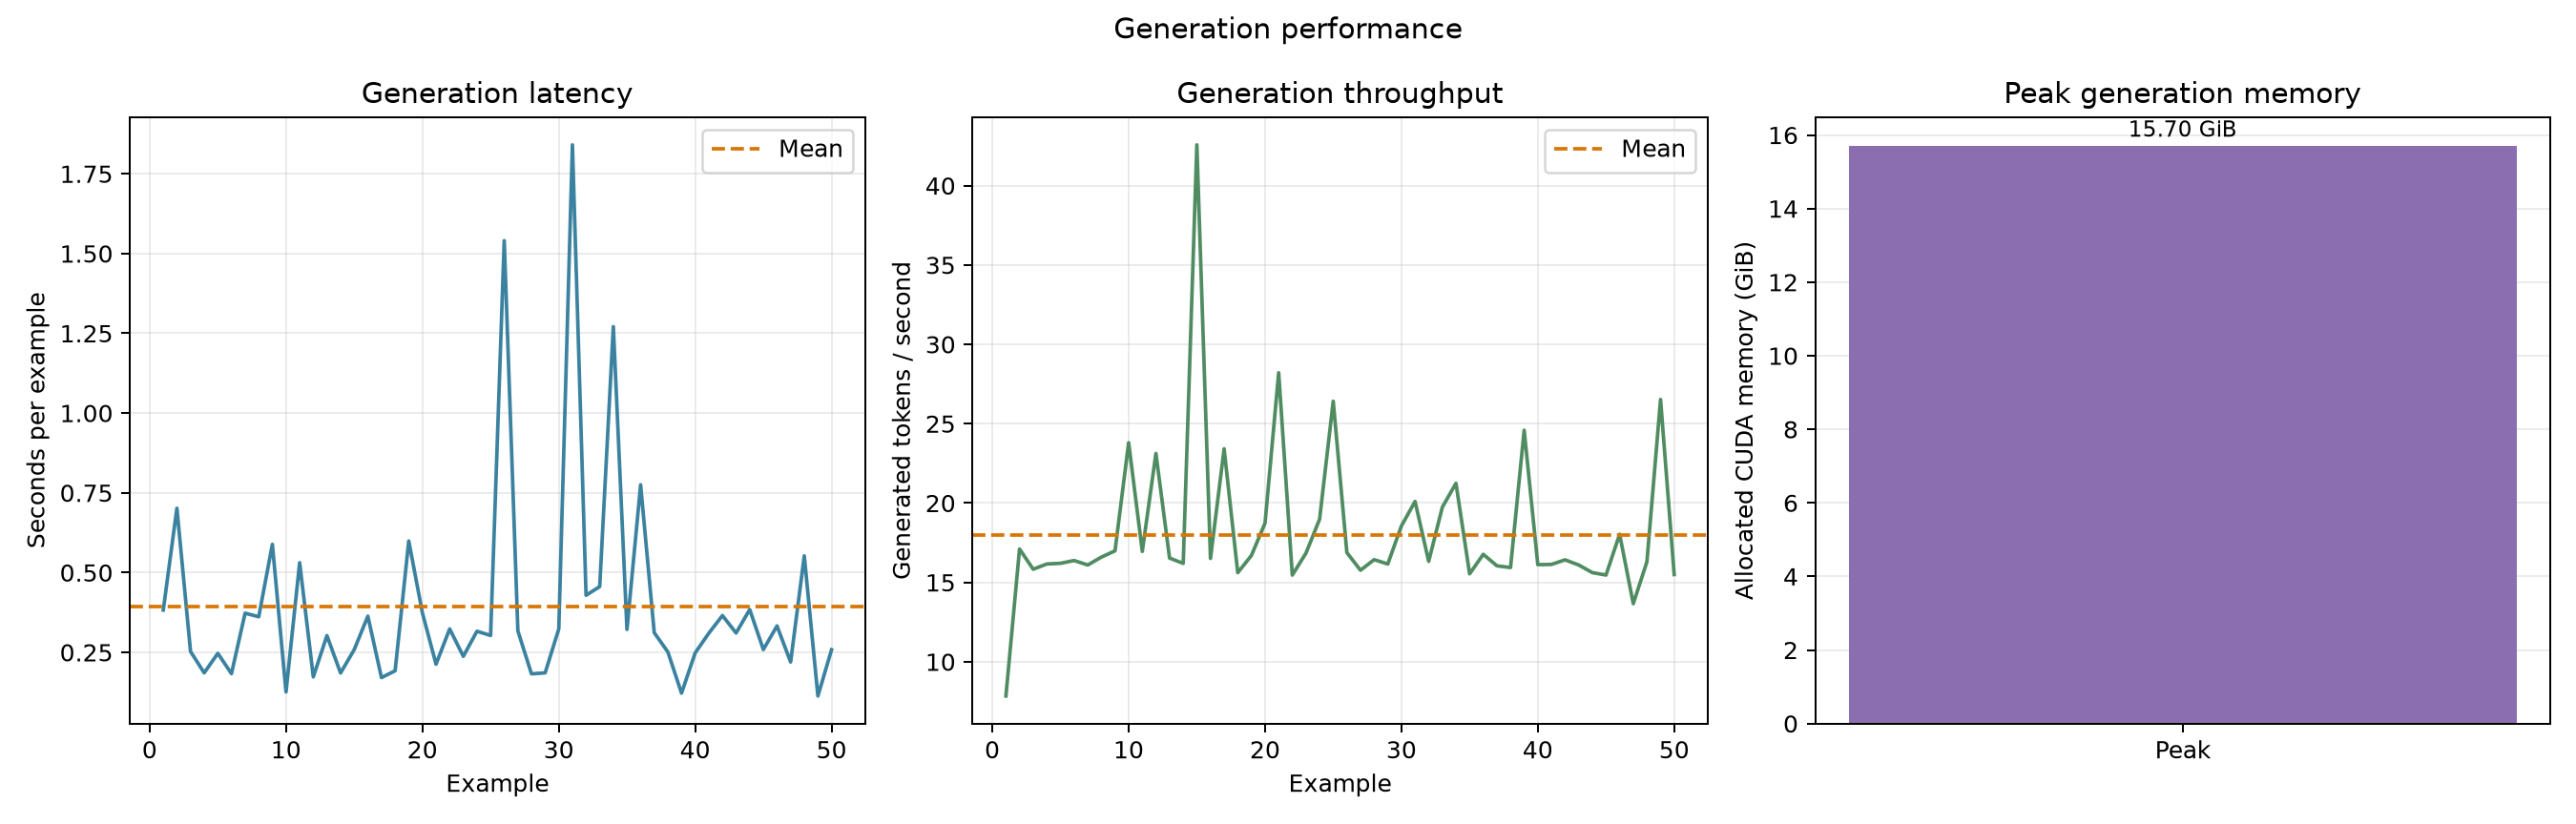 Generation performance
Generation latency
Seconds per example
1.75
1.50
1.25
1.00
0.75
0.50
0.25
0 10 20 30 40 50
Example
Mean
Generation throughput
Generated tokens / second
40
35
30
25
20
15
10
0 10 20 30 40 50
Example
Mean
Peak generation memory
Allocated CUDA memory (GiB)
16
14
12
10
8
6
4
2
0
15.70 GiB
Peak